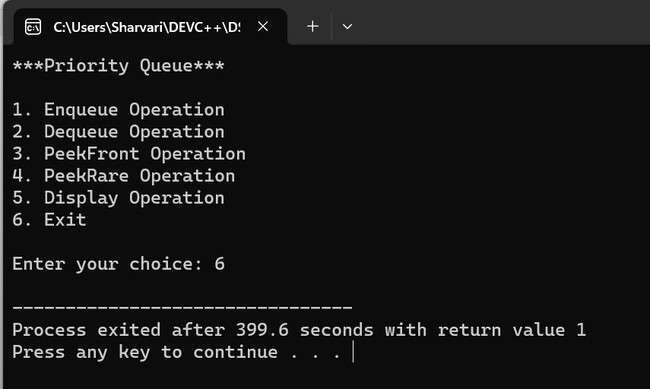 C:\Users\Sharvari\DEVC++\DS
***Priority Queue***
1. Enqueue Operation
2. Dequeue Operation
3. PeekFront Operation
4. PeekRare Operation
5. Display Operation
6. Exit
Enter your choice: 6
--------------------------------
Process exited after 399.6 seconds with return value 1
Press any key to continue . . .